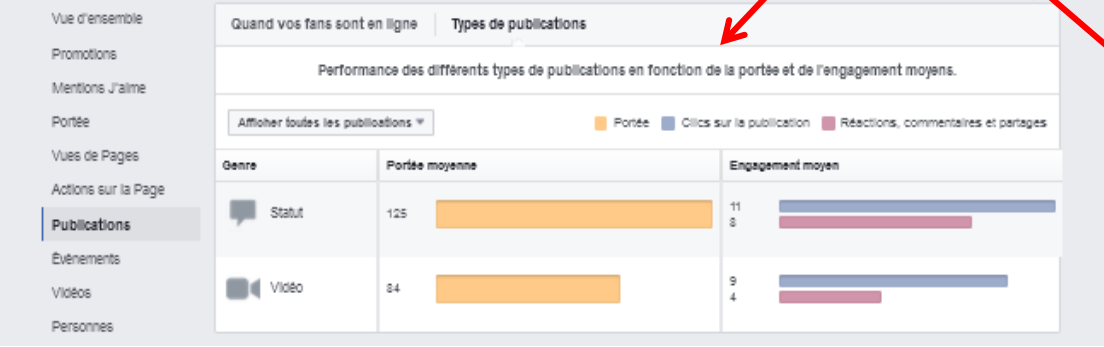 Vue d'ensemble
Promotions
Mentions J'aime
Portée
Vues de Pages
Actions sur la Page
Publications
Événements
Vidéos
Personnes
Quand vos fans sont en ligne
Types de publications
Performance des différents types de publications en fonction de la portée et de l'engagement moyens.
Afficher toutes les publications
Portée
Clics sur la publication
Réactions, commentaires et partages
Genre
Portée moyenne
Engagement moyen
Statut
125
11
8
Vidéo
84
9
4